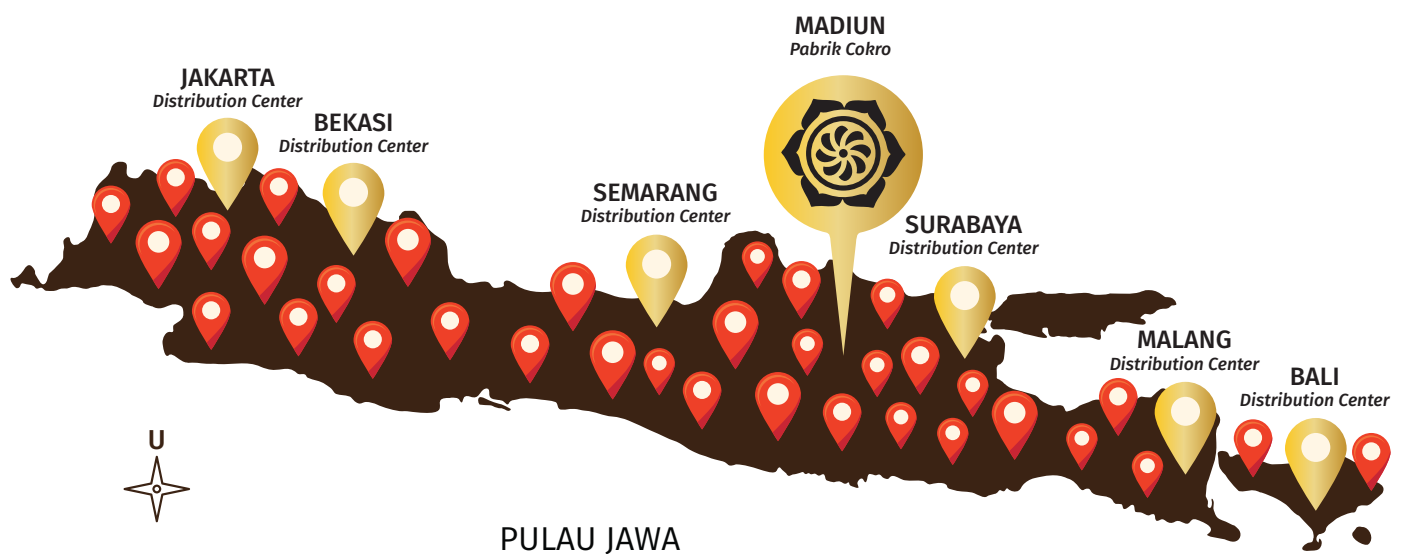 MADIUN
Pabrik Cokro
JAKARTA
Distribution Center
BEKASI
Distribution Center
SEMARANG
Distribution Center
SURABAYA
Distribution Center
MALANG
Distribution Center
BALI
Distribution Center
U
PULAU JAWA